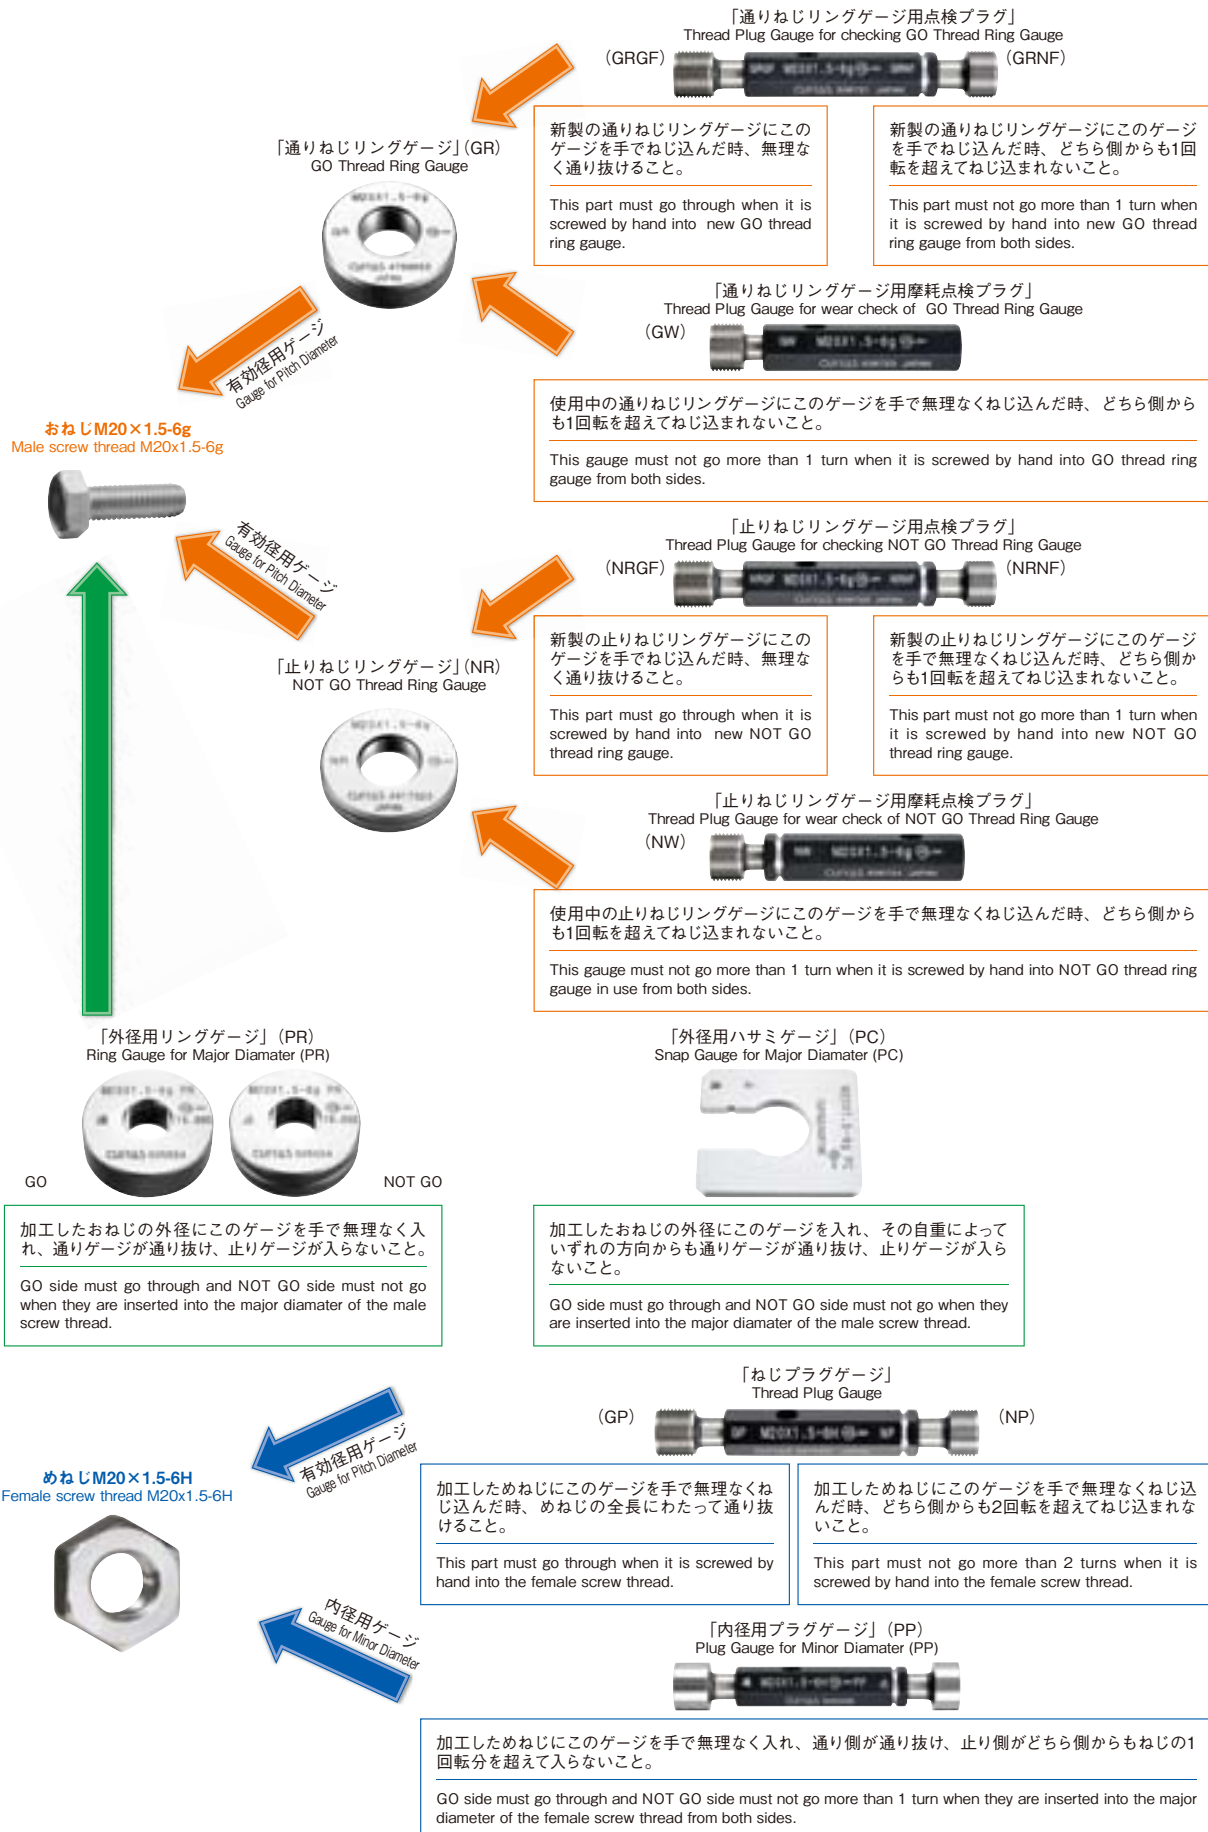 「通りねじリングゲージ用点検プラグ」
Thread Plug Gauge for checking GO Thread Ring Gauge
(GRGF)
(GRNF)
新製の通りねじリングゲージにこの
ゲージを手でねじ込んだ時、無理な
く通り抜けること。
This part must go through when it is
screwed by hand into new GO thread
ring gauge.
新製の通りねじリングゲージにこのゲージ
を手でねじ込んだ時、どちら側からも1回
転を超えてねじ込まれないこと。
This part must not go more than 1 turn when
it is screwed by hand into new GO thread
ring gauge from both sides.
「通りねじリングゲージ」(GR)
GO Thread Ring Gauge
M20X1.5-6g
GR
「通りねじリングゲージ用摩耗点検プラグ」
Thread Plug Gauge for wear check of GO Thread Ring Gauge
(GW)
GW M20X1.5-6g
使用中の通りねじリングゲージにこのゲージを手で無理なくねじ込んだ時、どちら側から
も1回転を超えてねじ込まれないこと。
This gauge must not go more than 1 turn when it is screwed by hand into GO thread ring
gauge from both sides.
有効径用ゲージ
Gauge for Pitch Diameter
おねじM20×1.5-6g
Male screw thread M20x1.5-6g
有効径用ゲージ
Gauge for Pitch Diameter
「止りねじリングゲージ用点検プラグ」
Thread Plug Gauge for checking NOT GO Thread Ring Gauge
(NRGF)
NRGF M20X1.5-6g NRNF
(NRNF)
新製の止りねじリングゲージにこの
ゲージを手でねじ込んだ時、無理な
く通り抜けること。
This part must go through when it is
screwed by hand into new NOT GO
thread ring gauge.
新製の止りねじリングゲージにこのゲージ
を手で無理なくねじ込んだ時、どちら側か
らも1回転を超えてねじ込まれないこと。
This part must not go more than 1 turn when
it is screwed by hand into new NOT GO
thread ring gauge.
「止りねじリングゲージ」(NR)
NOT GO Thread Ring Gauge
M20X1.5-6g
NR
「止りねじリングゲージ用摩耗点検プラグ」
Thread Plug Gauge for wear check of NOT GO Thread Ring Gauge
(NW)
NW M20X1.5-6g
使用中の止りねじリングゲージにこのゲージを手で無理なくねじ込んだ時、どちら側から
も1回転を超えてねじ込まれないこと。
This gauge must not go more than 1 turn when it is screwed by hand into NOT GO thread ring
gauge in use from both sides.
「外径用リングゲージ」(PR)
Ring Gauge for Major Diamater (PR)
GO
NOT GO
加工したおねじの外径にこのゲージを手で無理なく入
れ、通りゲージが通り抜け、止りゲージが入らないこと。
GO side must go through and NOT GO side must not go
when they are inserted into the major diamater of the male
screw thread.
「外径用ハサミゲージ」(PC)
Snap Gauge for Major Diamater (PC)
加工したおねじの外径にこのゲージを入れ、その自重によって
いずれの方向からも通りゲージが通り抜け、止りゲージが入ら
ないこと。
GO side must go through and NOT GO side must not go when they
are inserted into the major diamater of the male screw thread.
「ねじプラグゲージ」
Thread Plug Gauge
(GP)
GP M20X1.5-6H NP
(NP)
加工しためねじにこのゲージを手で無理なくね
じ込んだ時、めねじの全長にわたって通り抜
けること。
This part must go through when it is screwed by
hand into the female screw thread.
加工しためねじにこのゲージを手で無理なくねじ込
んだ時、どちら側からも2回転を超えてねじ込まれな
いこと。
This part must not go more than 2 turns when it is
screwed by hand into the female screw thread.
有効径用ゲージ
Gauge for Pitch Diameter
めねじM20×1.5-6H
Female screw thread M20x1.5-6H
内径用ゲージ
Gauge for Minor Diameter
「内径用プラグゲージ」(PP)
Plug Gauge for Minor Diamater (PP)
加工しためねじにこのゲージを手で無理なく入れ、通り側が通り抜け、止り側がどちら側からもねじの1
回転分を超えて入らないこと。
GO side must go through and NOT GO side must not go more than 1 turn when they are inserted into the major
diameter of the female screw thread from both sides.